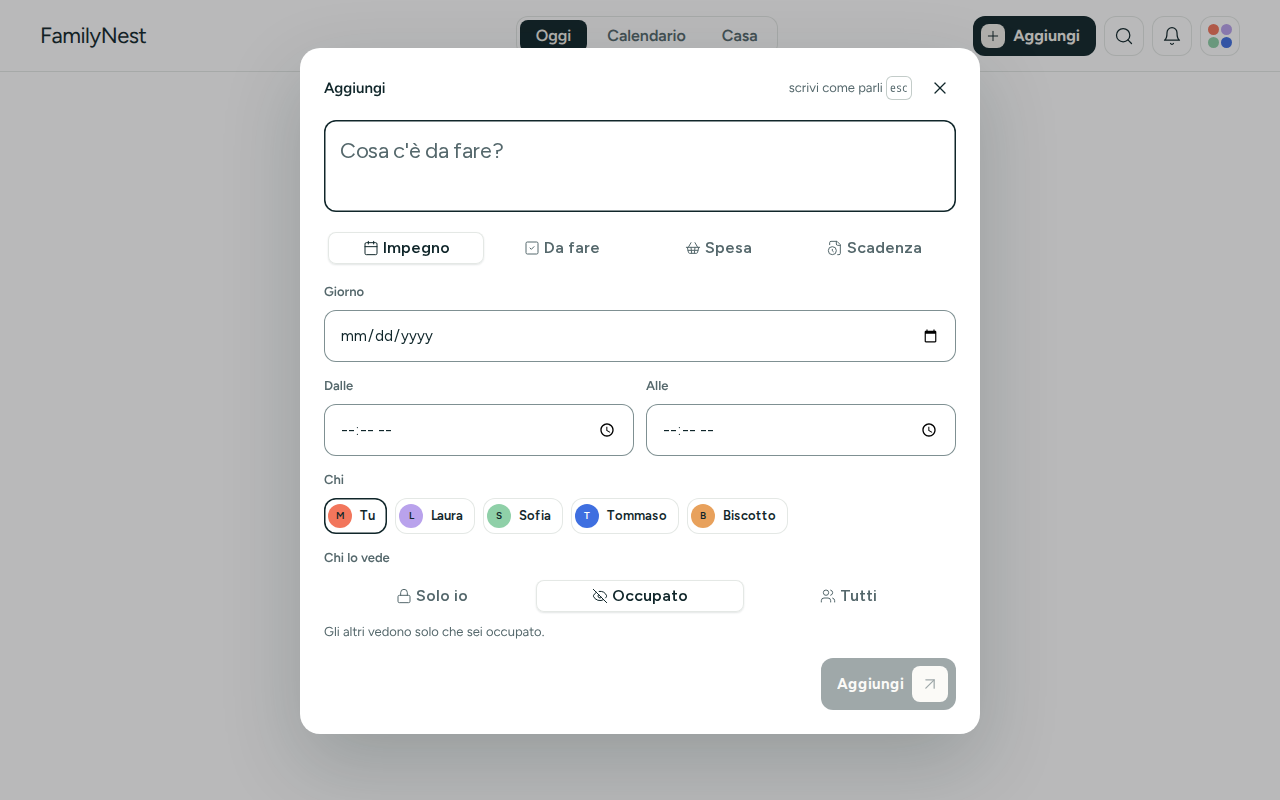 FamilyNest
Oggi Calendario Casa
Aggiungi
Aggiungi
scrivi come parli esc
Cosa c'è da fare?
Impegno Da fare Spesa Scadenza
Giorno
mm/dd/yyyy
Dalle Alle
--:-- -- --:-- --
Chi
M Tu L Laura S Sofia T Tommaso B Biscotto
Chi lo vede
Solo io Occupato Tutti
Gli altri vedono solo che sei occupato.
Aggiungi